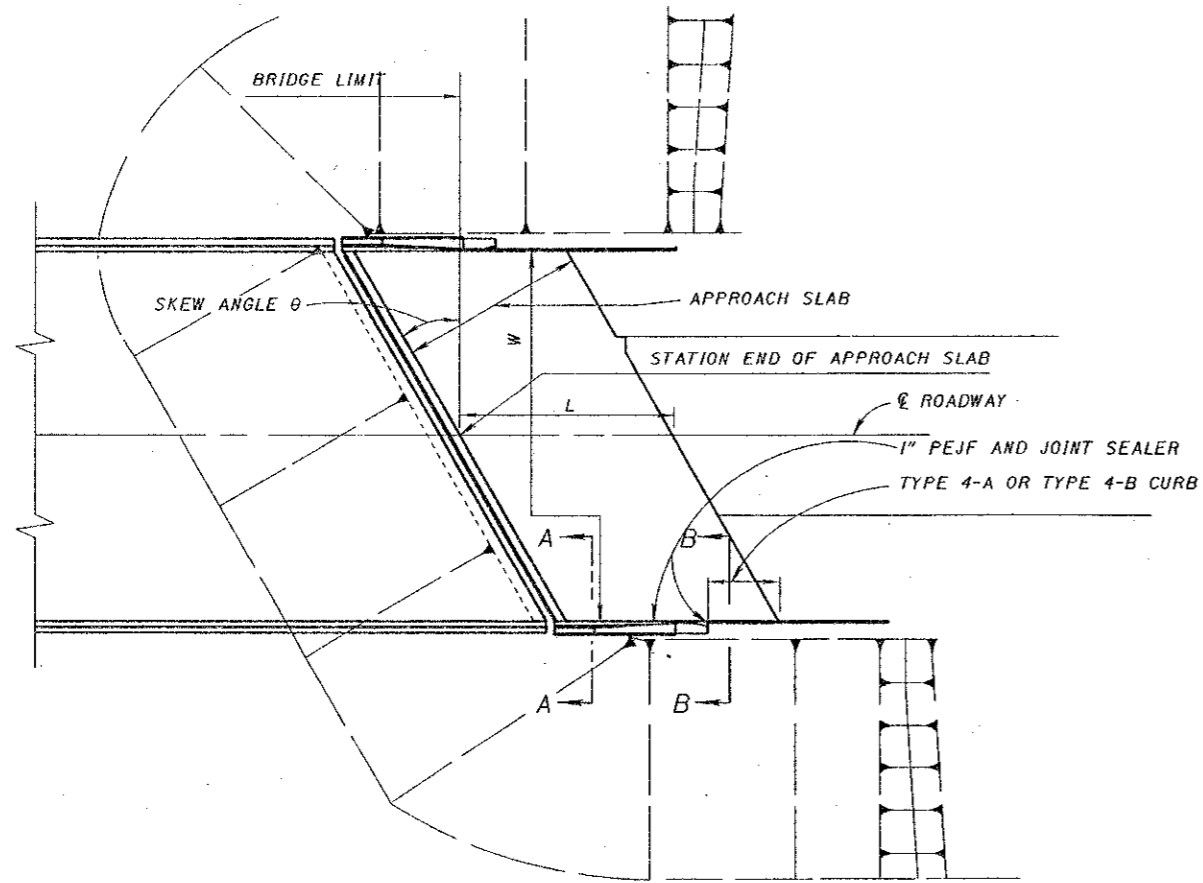 BRIDGE LIMIT
SKEW ANGLE θ
APPROACH SLAB
W
STATION END OF APPROACH SLAB
L
℄ ROADWAY
1" PEJF AND JOINT SEALER
TYPE 4-A OR TYPE 4-B CURB
A
B
A
B